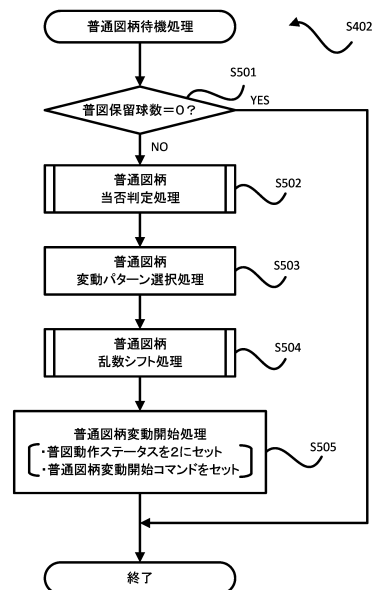 普通図柄待機処理
S402
S501
普図保留球数＝0？
YES
NO
普通図柄
当否判定処理
S502
普通図柄
変動パターン選択処理
S503
普通図柄
乱数シフト処理
S504
普通図柄変動開始処理
・普図動作ステータスを2にセット
・普通図柄変動開始コマンドをセット
S505
終了